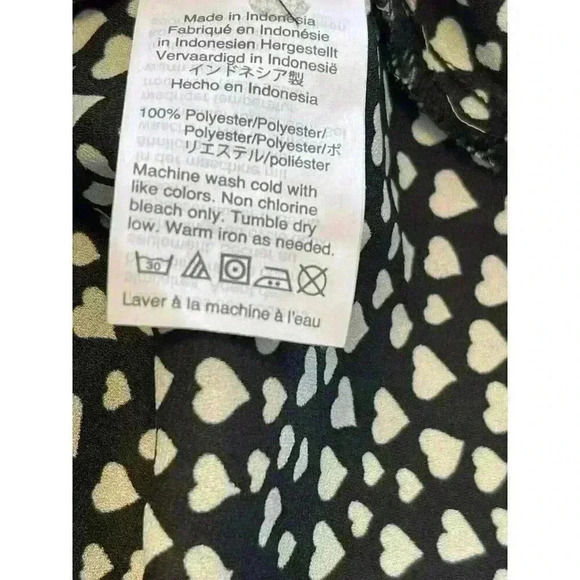 Made in Indonesia
Fabriqué en Indonésie
in Indonesien Hergestellt
Vervaardigd in Indonesië
インドネシア製
Hecho en Indonesia
100% Polyester/Polyester/
Polyester/Polyester/ポ
リエステル/poliéster
Machine wash cold with
like colors. Non chlorine
bleach only. Tumble dry
low. Warm iron as needed.
30
Laver à la machine à l'eau